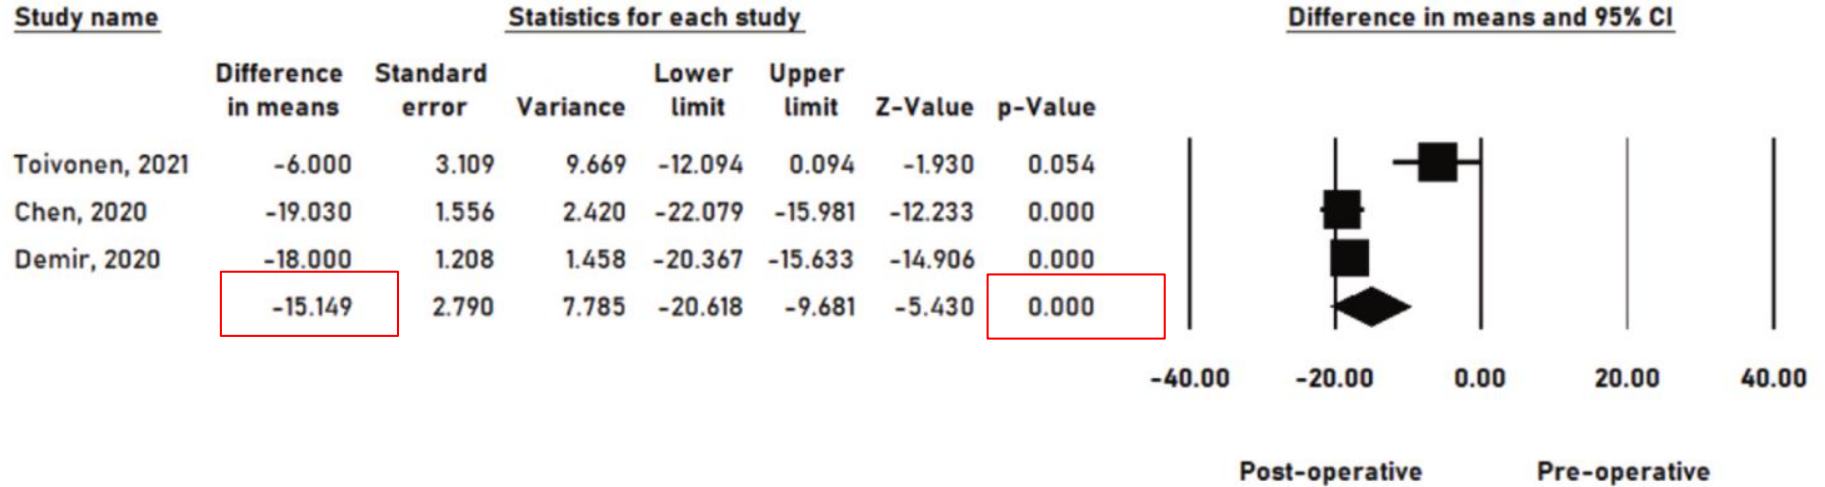 Study name Statistics for each study Difference in means and 95% CI
Difference in means Standard error Variance Lower limit Upper limit Z-Value p-Value
Toivonen, 2021 -6.000 3.109 9.669 -12.094 0.094 -1.930 0.054
Chen, 2020 -19.030 1.556 2.420 -22.079 -15.981 -12.233 0.000
Demir, 2020 -18.000 1.208 1.458 -20.367 -15.633 -14.906 0.000
-15.149 2.790 7.785 -20.618 -9.681 -5.430 0.000
-40.00 -20.00 0.00 20.00 40.00
Post-operative Pre-operative